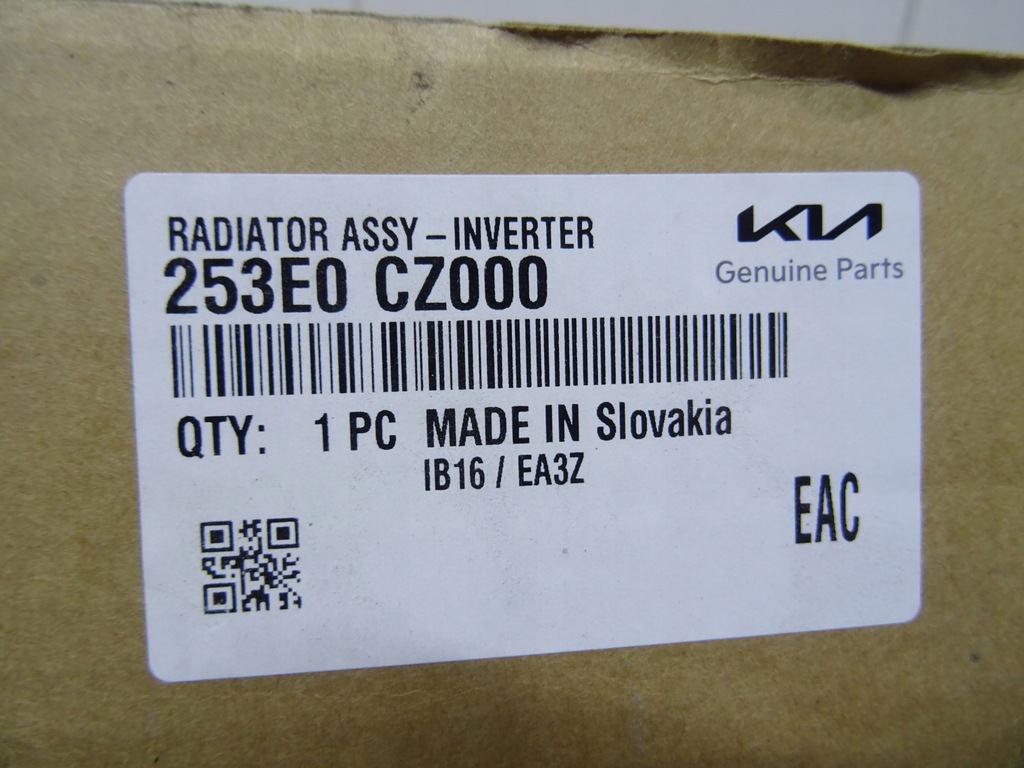 RADIATOR ASSY-INVERTER
KIA
253E0 CZ000
Genuine Parts
QTY: 1 PC MADE IN Slovakia
IB16 / EA3Z
EAC